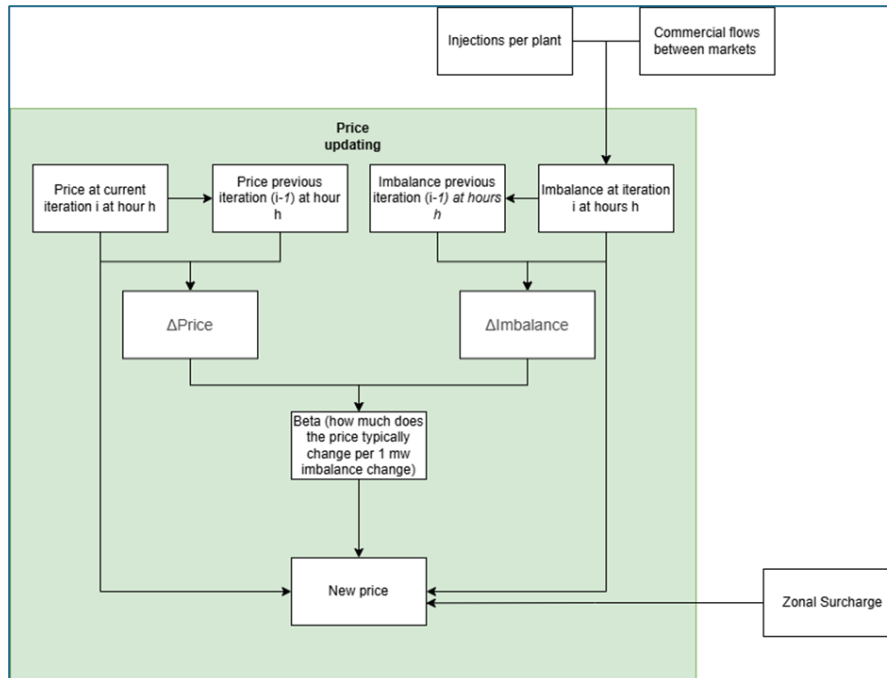 Injections per plant
Commercial flows
between markets
Price
updating
Price at current
iteration i at hour h
Price previous
iteration (i-1) at hour
h
Imbalance previous
iteration (i-1) at hours
h
Imbalance at iteration
i at hours h
ΔPrice
ΔImbalance
Beta (how much does
the price typically
change per 1 mw
imbalance change)
New price
Zonal Surcharge